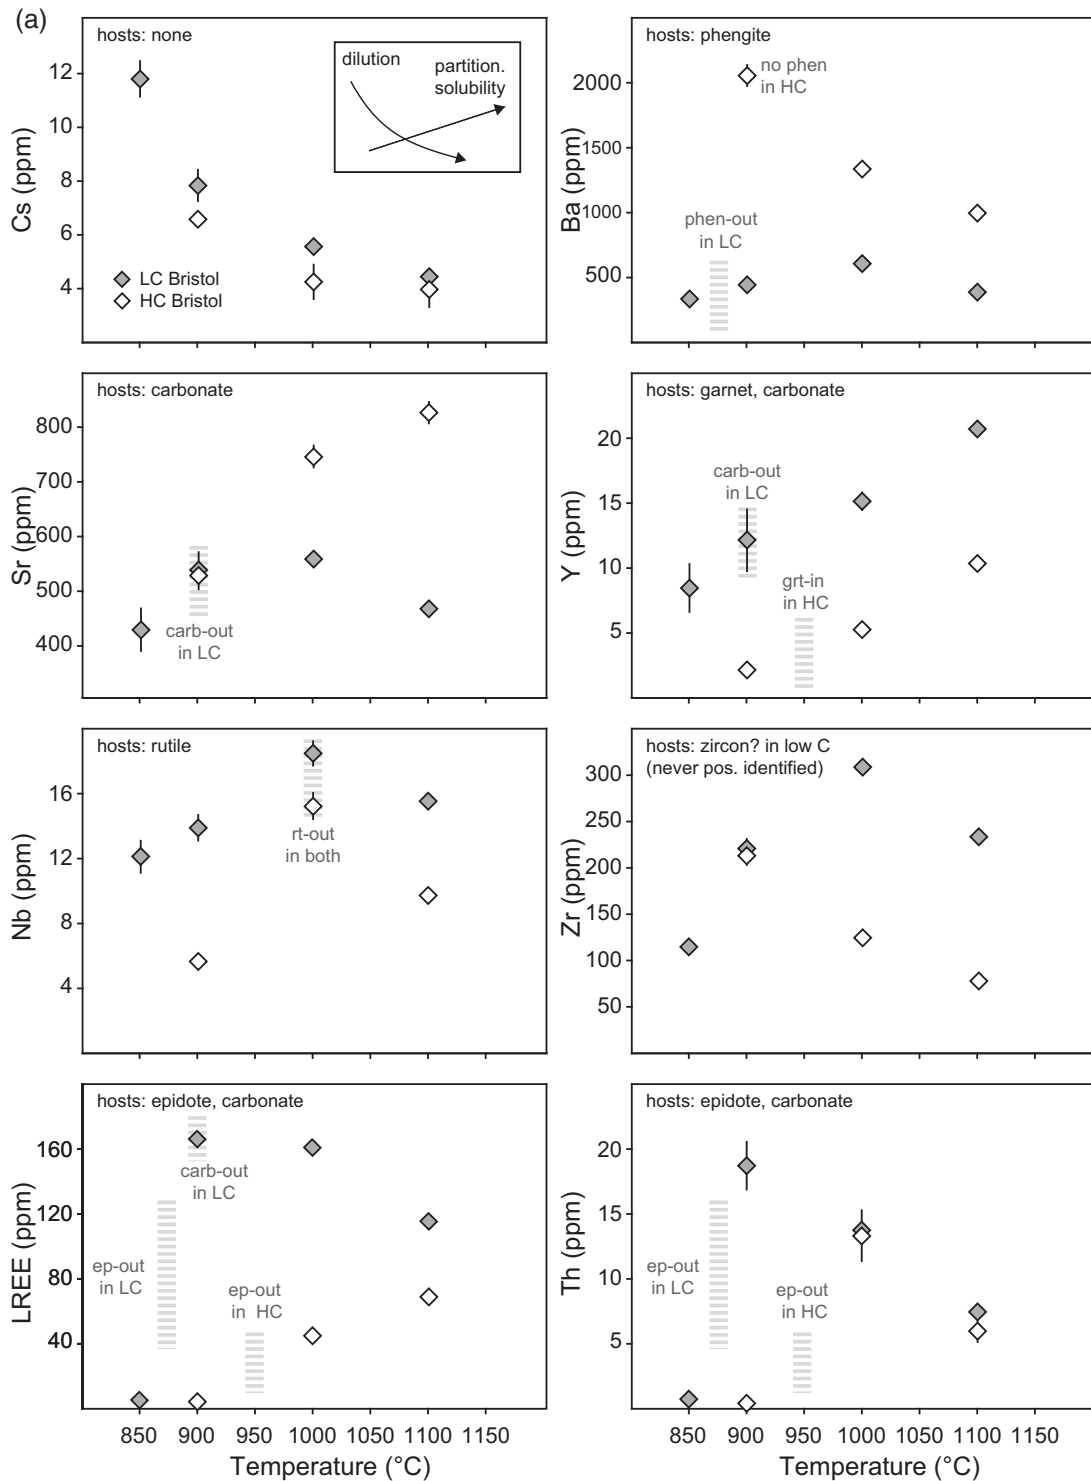 (a)
hosts: none
dilution
partition.
solubility
12
10
8
6
4
Cs (ppm)
LC Bristol
HC Bristol
hosts: phengite
no phen
in HC
phen-out
in LC
2000
1500
1000
500
Ba (ppm)
hosts: carbonate
800
700
600
500
400
Sr (ppm)
carb-out
in LC
hosts: garnet, carbonate
carb-out
in LC
grt-in
in HC
20
15
10
5
Y (ppm)
hosts: rutile
16
12
8
4
Nb (ppm)
rt-out
in both
hosts: zircon? in low C
(never pos. identified)
300
250
200
150
100
50
Zr (ppm)
hosts: epidote, carbonate
160
120
80
40
LREE (ppm)
carb-out
in LC
ep-out
in LC
ep-out
in HC
850
900
950
1000
1050
1100
1150
Temperature (°C)
hosts: epidote, carbonate
20
15
10
5
Th (ppm)
ep-out
in LC
ep-out
in HC
850
900
950
1000
1050
1100
1150
Temperature (°C)